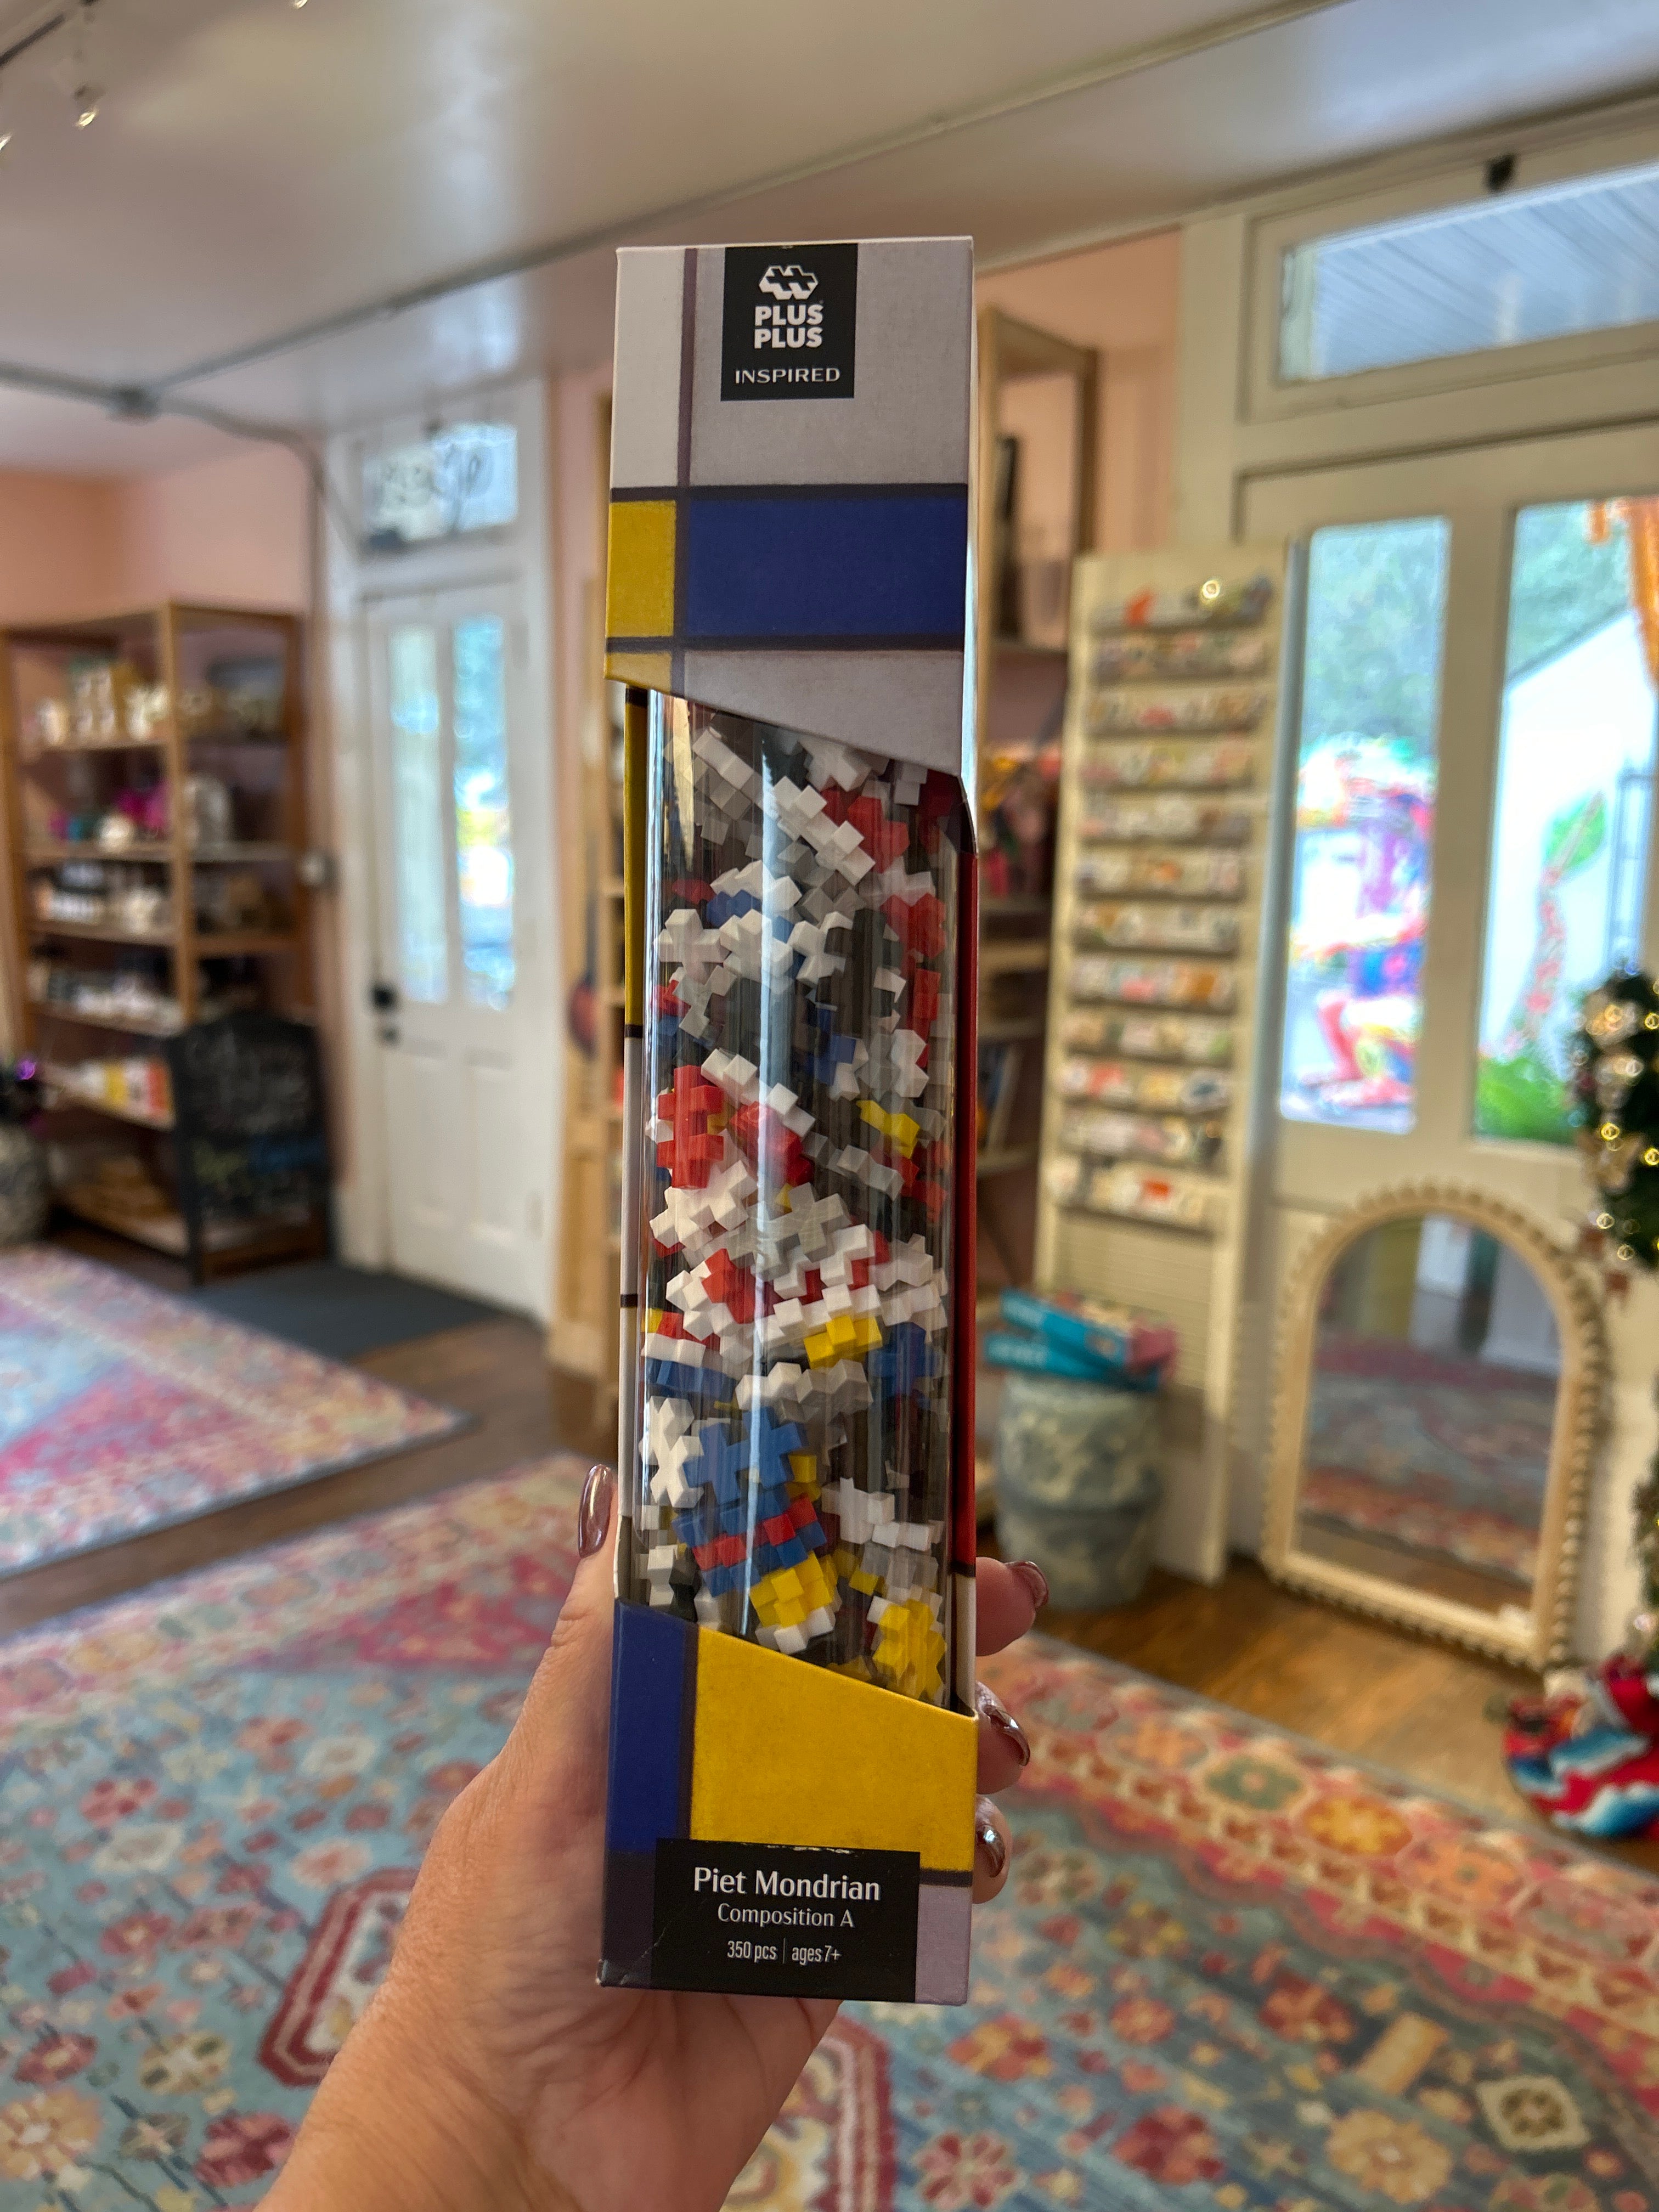 PLUS
PLUS
INSPIRED
Piet Mondrian
Composition A
350 pcs | ages 7+